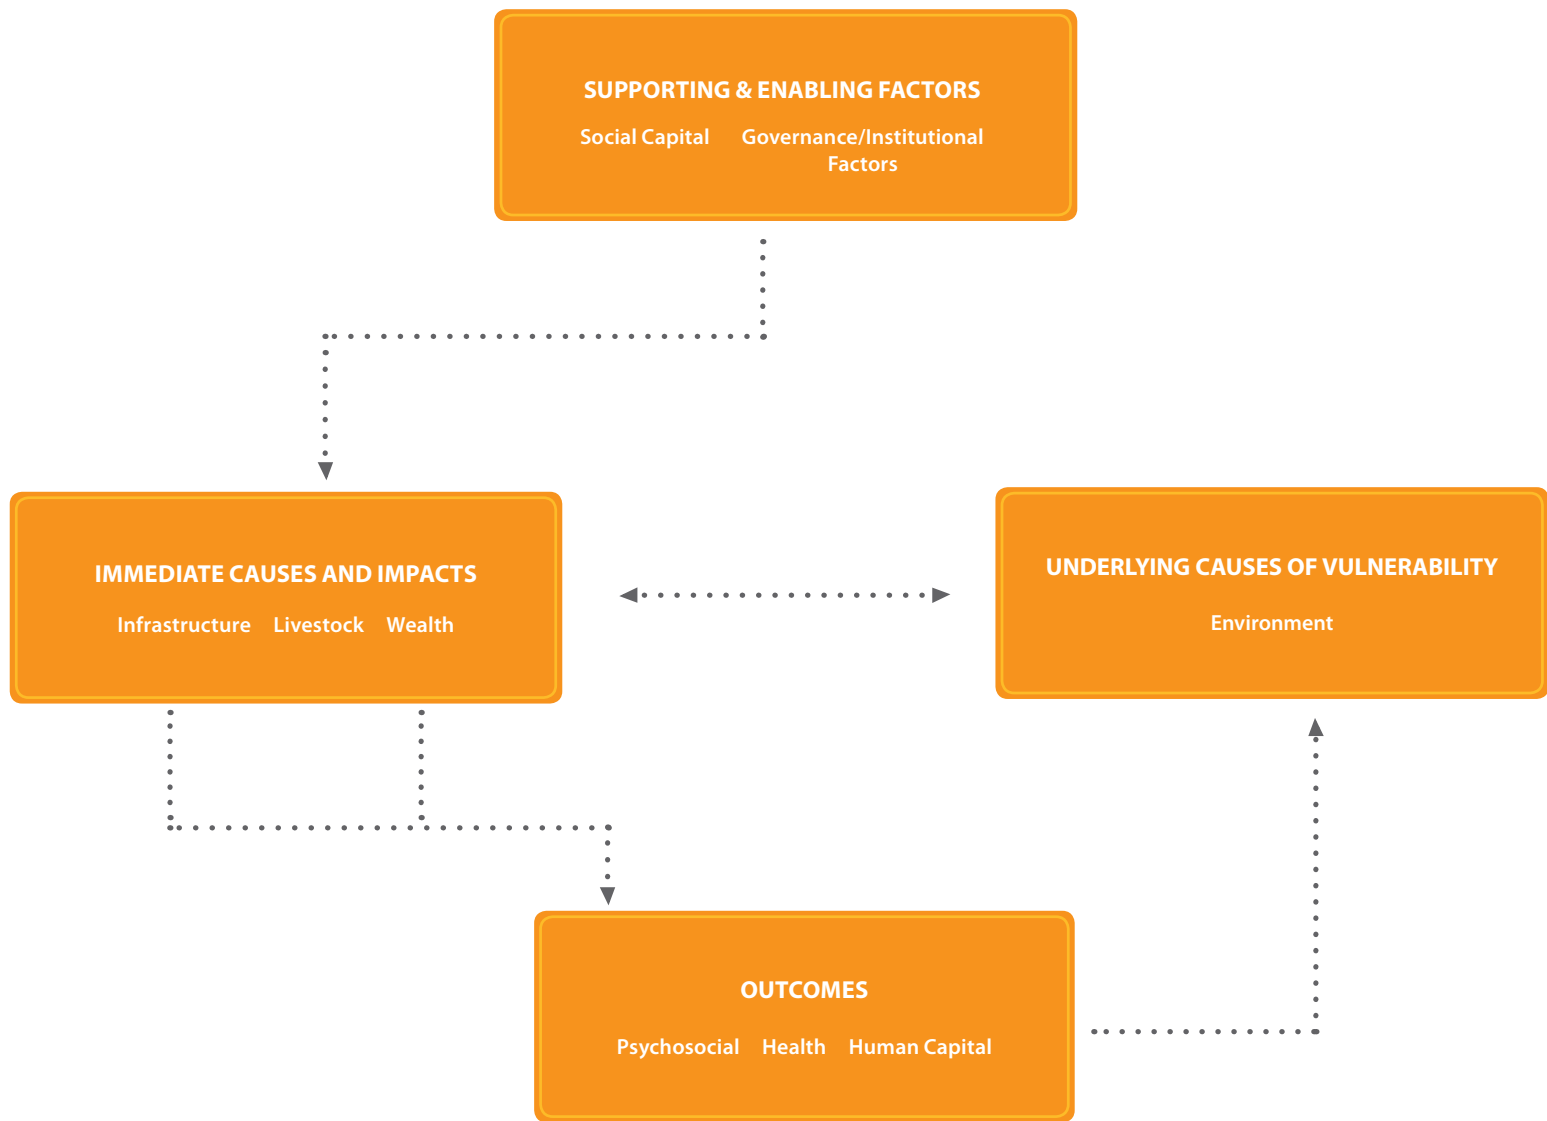 SUPPORTING & ENABLING FACTORS
Social Capital Governance/Institutional
Factors
IMMEDIATE CAUSES AND IMPACTS
Infrastructure Livestock Wealth
UNDERLYING CAUSES OF VULNERABILITY
Environment
OUTCOMES
Psychosocial Health Human Capital